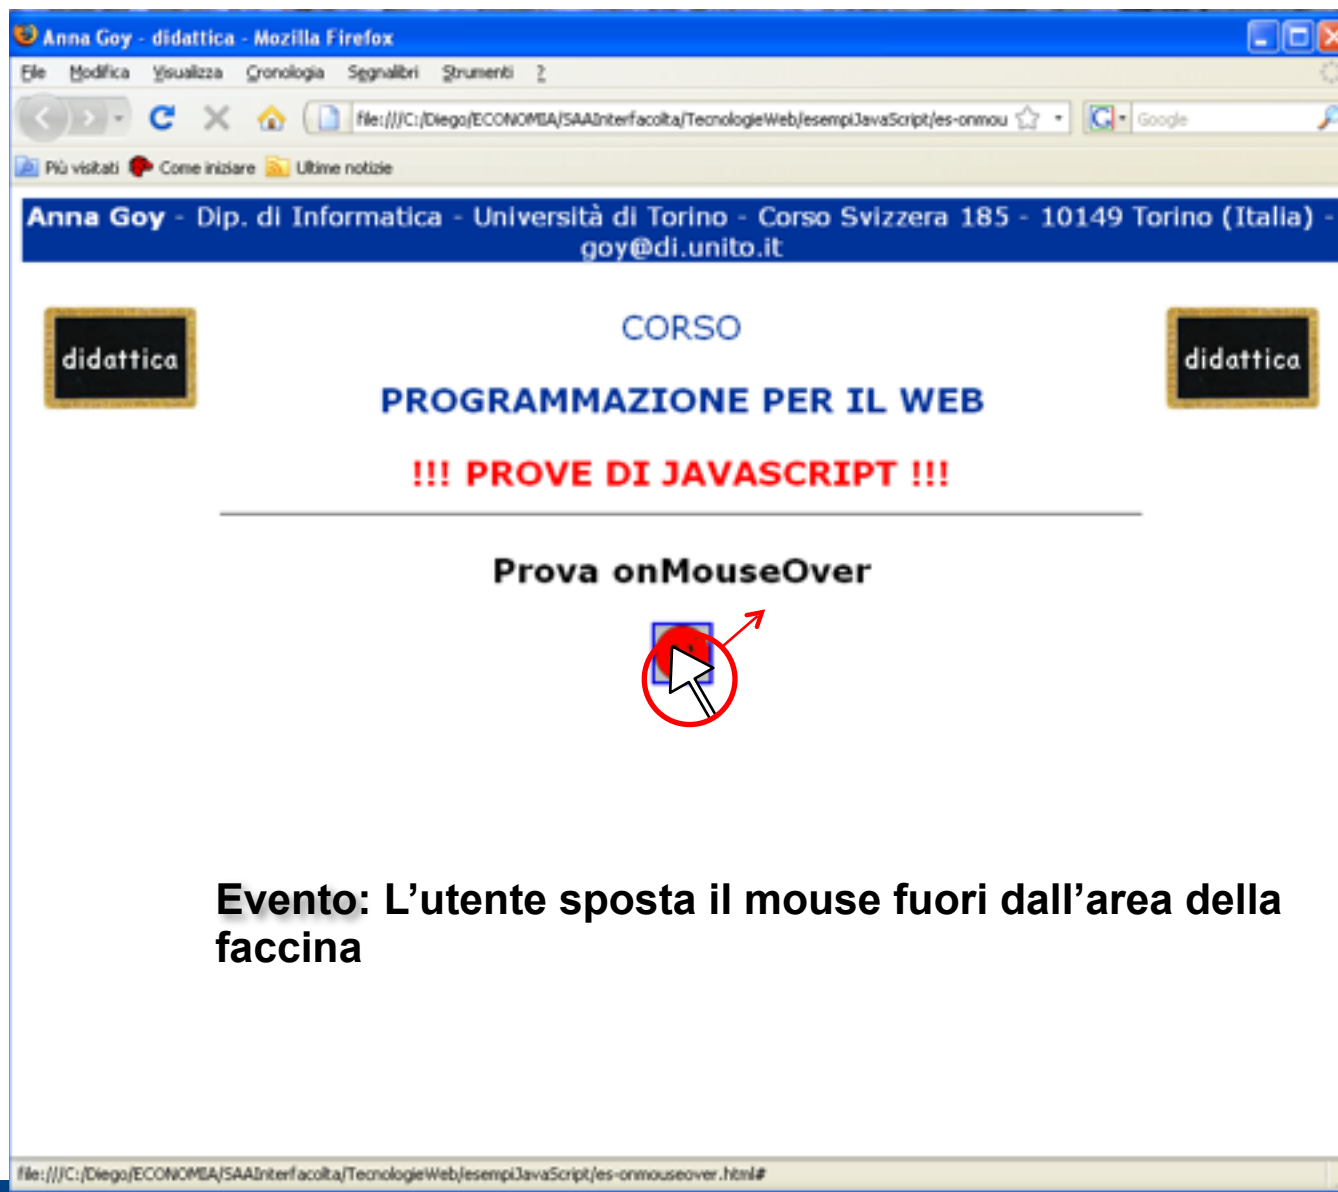 Anna Goy - didattica - Mozilla Firefox
File Modifica Visualizza Cronologia Segnalibri Strumenti ?
file:///C:/Diego/ECONOMIA/SAAInterfacolta/TecnologieWeb/esempiJavaScript/es-onmou
Google
Più visitati Come iniziare Ultime notizie
Anna Goy - Dip. di Informatica - Università di Torino - Corso Svizzera 185 - 10149 Torino (Italia) -
goy@di.unito.it
didattica
CORSO
didattica
PROGRAMMAZIONE PER IL WEB
!!! PROVE DI JAVASCRIPT !!!
Prova onMouseOver
Evento: L’utente sposta il mouse fuori dall’area della
faccina
file:///C:/Diego/ECONOMIA/SAAInterfacolta/TecnologieWeb/esempiJavaScript/es-onmouseover.html#